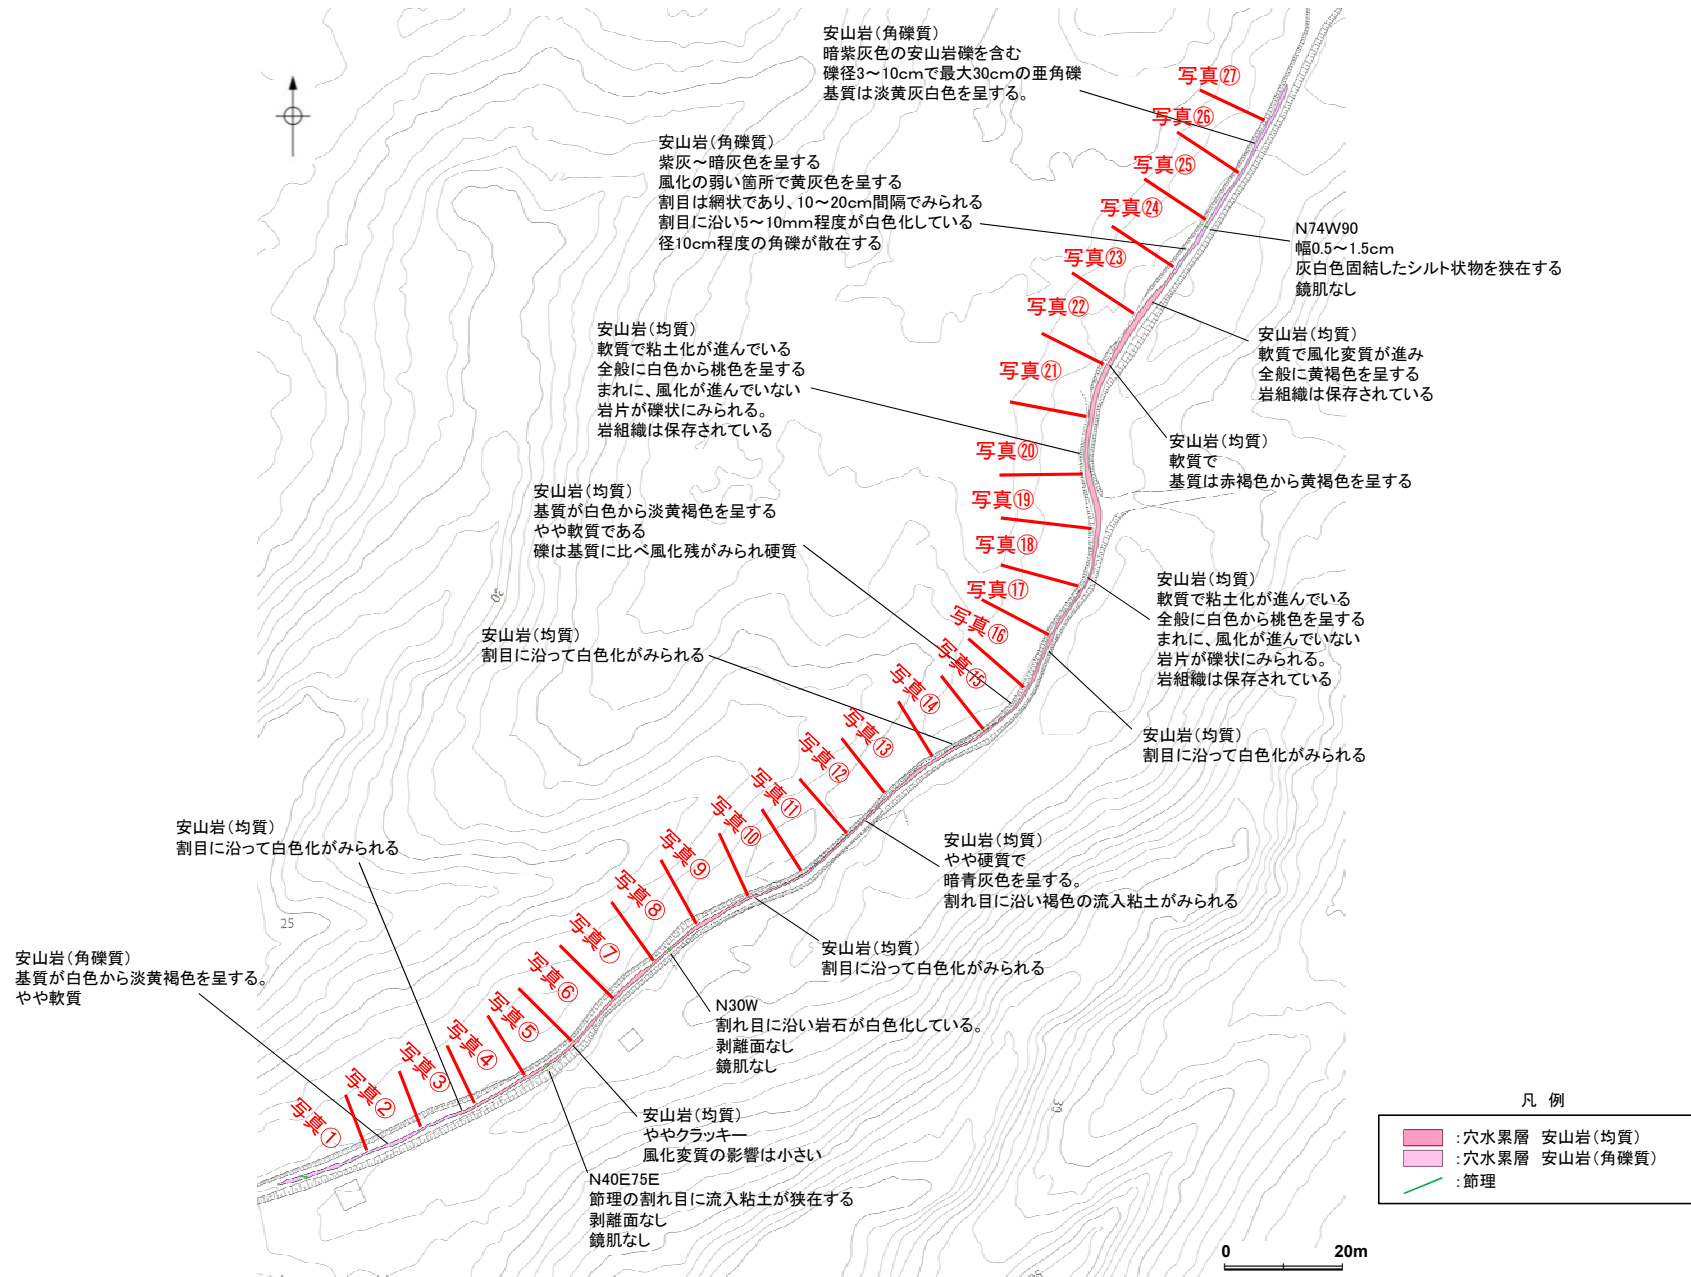 安山岩（角礫質）
暗紫灰色の安山岩礫を含む
礫径3～10cmで最大30cmの亜角礫
基質は淡黄灰白色を呈する。
写真㉗
写真㉖
安山岩（角礫質）
紫灰～暗灰色を呈する
風化の弱い箇所で黄灰色を呈する
割目は網状であり、10～20cm間隔でみられる
割目に沿い5～10mm程度が白色化している
径10cm程度の角礫が散在する
写真㉕
写真㉔
N74W90
幅0.5～1.5cm
灰白色固結したシルト状物を狭在する
鏡肌なし
写真㉓
写真㉒
安山岩（均質）
軟質で粘土化が進んでいる
全般に白色から桃色を呈する
まれに、風化が進んでいない
岩片が礫状にみられる。
岩組織は保存されている
安山岩（均質）
軟質で風化変質が進み
全般に黄褐色を呈する
岩組織は保存されている
写真㉑
安山岩（均質）
軟質で
基質は赤褐色から黄褐色を呈する
写真⑳
安山岩（均質）
基質が白色から淡黄褐色を呈する
やや軟質である
礫は基質に比べ風化残がみられ硬質
写真⑲
写真⑱
写真⑰
安山岩（均質）
軟質で粘土化が進んでいる
全般に白色から桃色を呈する
まれに、風化が進んでいない
岩片が礫状にみられる。
岩組織は保存されている
30
安山岩（均質）
割目に沿って白色化がみられる
写真⑯
写真⑮
写真⑭
写真⑬
安山岩（均質）
割目に沿って白色化がみられる
写真⑫
写真⑪
写真⑩
安山岩（均質）
割目に沿って白色化がみられる
写真⑨
安山岩（均質）
やや硬質で
暗青灰色を呈する。
割れ目に沿い褐色の流入粘土がみられる
写真⑧
25
写真⑦
安山岩（均質）
割目に沿って白色化がみられる
安山岩（角礫質）
基質が白色から淡黄褐色を呈する。
やや軟質
写真⑥
写真⑤
N30W
割れ目に沿い岩石が白色化している。
剥離面なし
鏡肌なし
写真④
写真③
写真②
写真①
30
安山岩（均質）
ややクラッキー
風化変質の影響は小さい
N40E75E
節理の割れ目に流入粘土が狭在する
剥離面なし
鏡肌なし
凡 例
：穴水累層 安山岩（均質）
：穴水累層 安山岩（角礫質）
：節理
0 20m